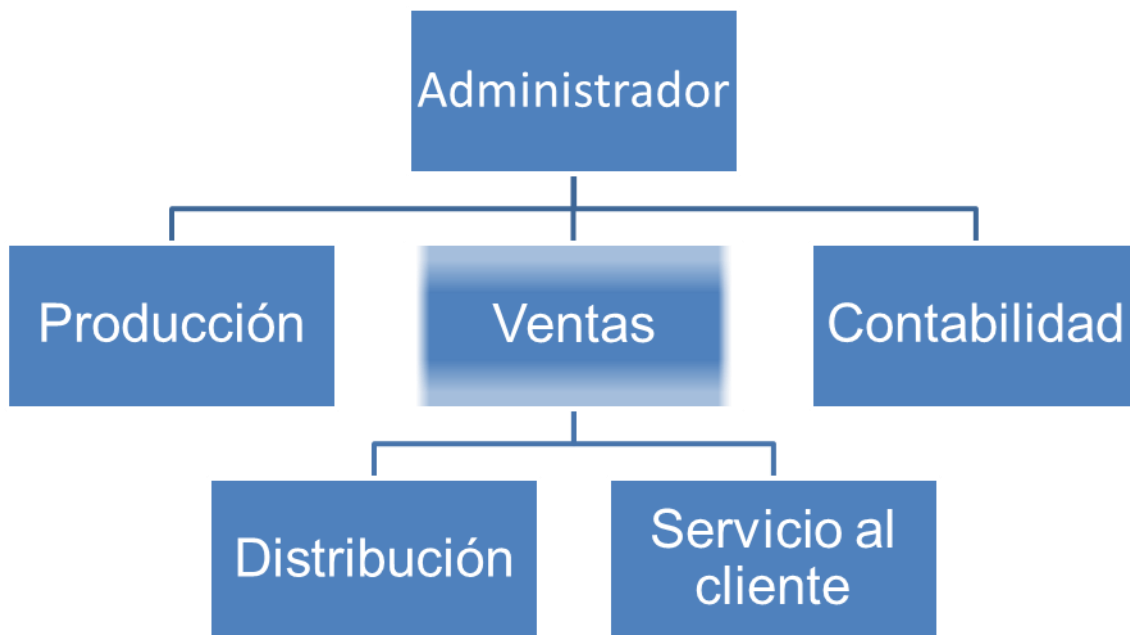 Administrador
Producción
Ventas
Contabilidad
Distribución
Servicio al
cliente